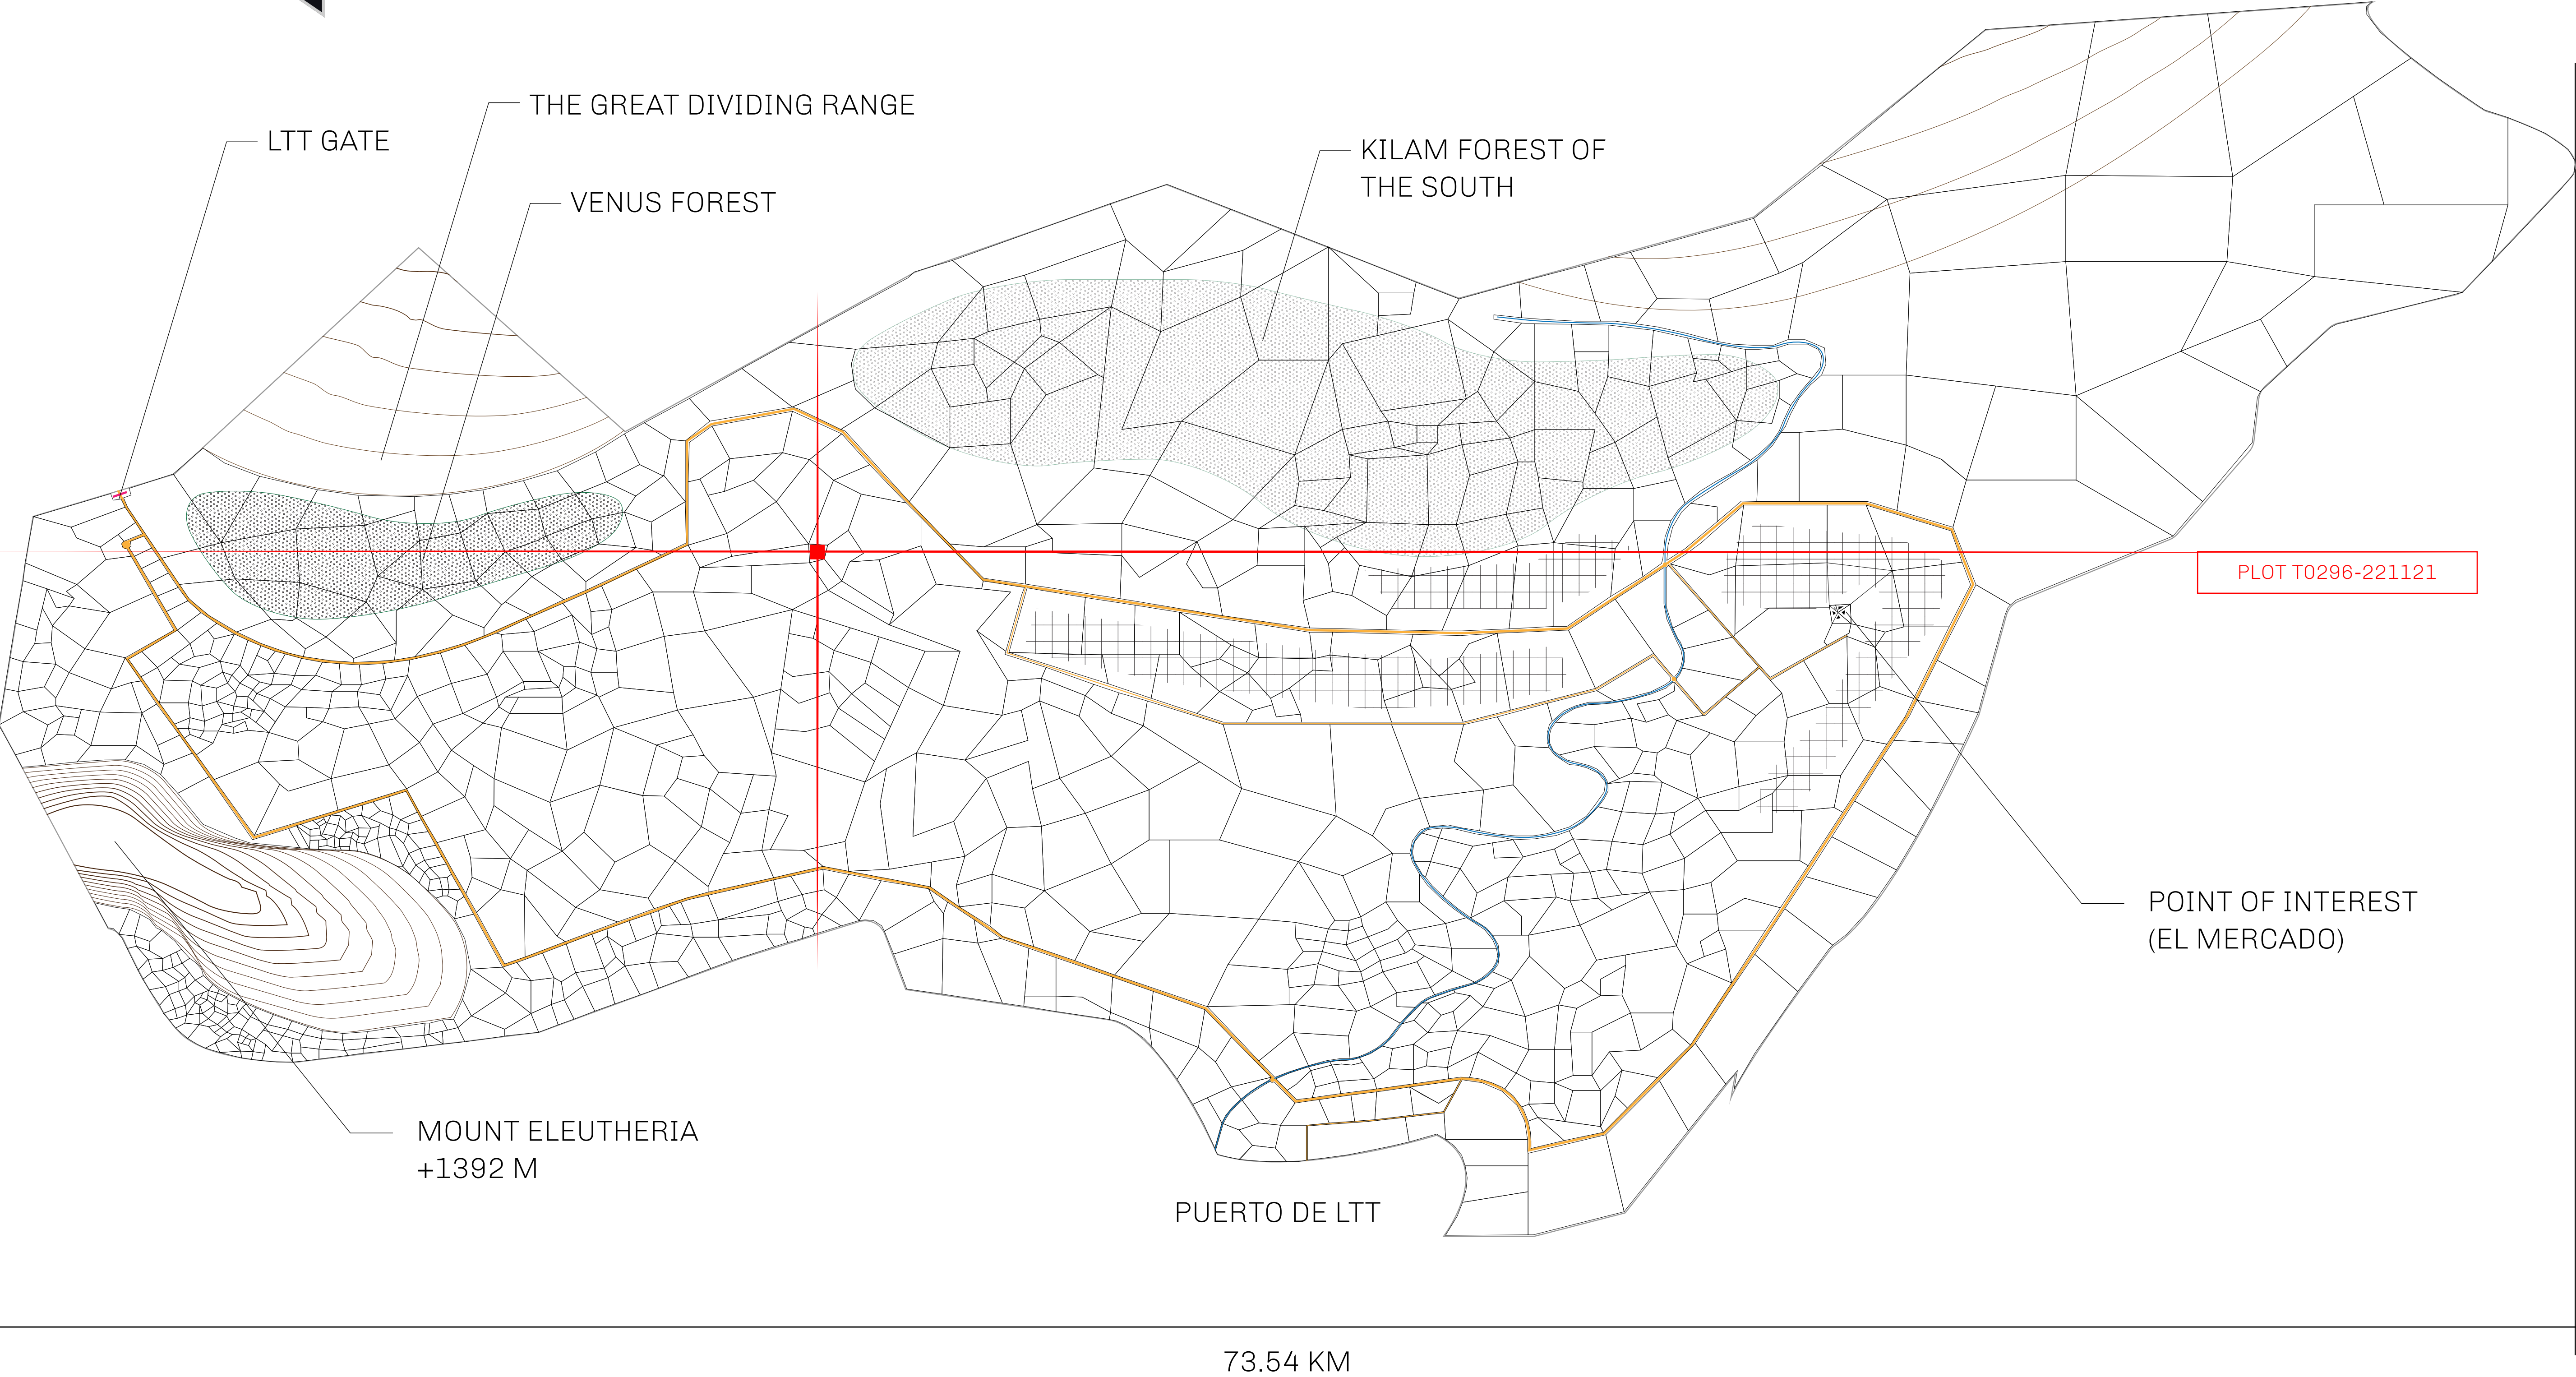 THE GREAT DIVIDING RANGE
LTT GATE
KILAM FOREST OF
THE SOUTH
VENUS FOREST
PLOT T0296-221121
POINT OF INTEREST
(EL MERCADO)
MOUNT ELEUTHERIA
+1392 M
PUERTO DE LTT
73.54 KM